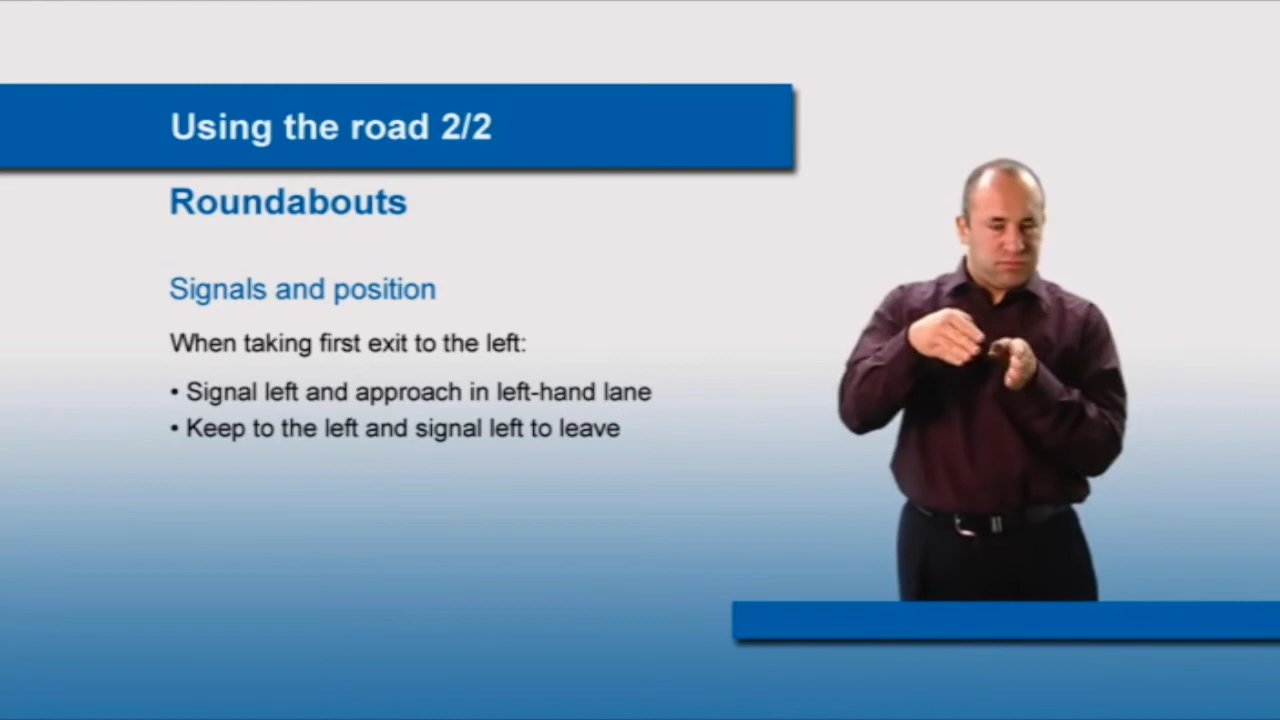 Using the road 2/2
Roundabouts
Signals and position
When taking first exit to the left:
• Signal left and approach in left-hand lane
• Keep to the left and signal left to leave